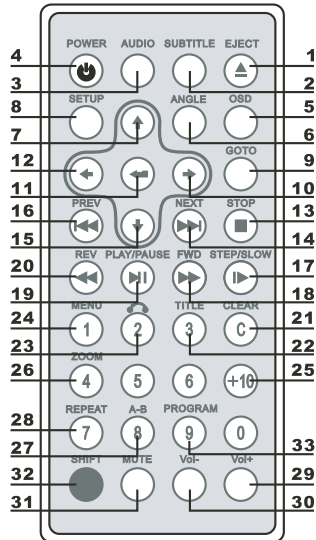 POWER AUDIO SUBTITLE EJECT
4 1
3 2
SETUP ANGLE OSD
8 5
7 6
GOTO
12 9
11 10
PREV NEXT STOP
16 13
15 14
REV PLAY/PAUSE FWD STEP/SLOW
20 17
19 18
MENU TITLE CLEAR
24 1 2 3 C 21
23 22
ZOOM
26 4 5 6 +10 25
REPEAT A-B PROGRAM
28 7 8 9 0
27 33
SHIFT MUTE Vol- Vol+
32 29
31 30